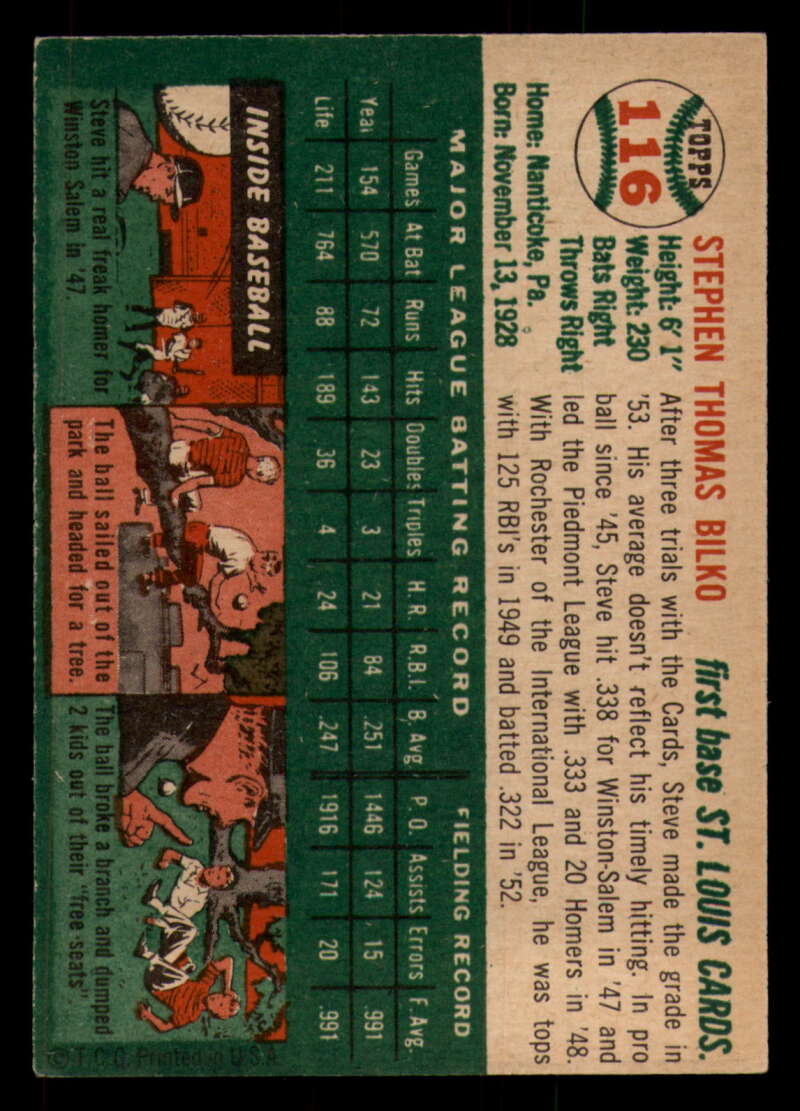 TOPPS
116
STEPHEN THOMAS BILKO first base ST. LOUIS CARDS.
Height: 6'1"
Weight: 230
Bats Right
Throws Right
Home: Nanticoke, Pa.
Born: November 13, 1928
After three trials with the Cards, Steve made the grade in
'53. His average doesn't reflect his timely hitting. In pro
ball since '45, Steve hit .338 for Winston-Salem in '47 and
led the Piedmont League with .333 and 20 Homers in '48.
With Rochester of the International League, he was tops
with 125 RBI's in 1949 and batted .322 in '52.
MAJOR LEAGUE BATTING RECORD FIELDING RECORD
Games At Bat Runs Hits Doubles Triples H. R. R.B.I. B. Avg P. O. Assists Errors F. Avg.
Year 154 570 72 143 23 3 21 84 .251 1446 124 15 .991
Life 211 764 88 189 36 4 24 106 .247 1916 171 20 .991
INSIDE BASEBALL
Steve hit a real freak homer for
Winston Salem in '47.
The ball sailed out of the
park and headed for a tree.
The ball broke a branch and dumped
2 kids out of their "free seats".
© T. C. G. Printed in U.S.A.